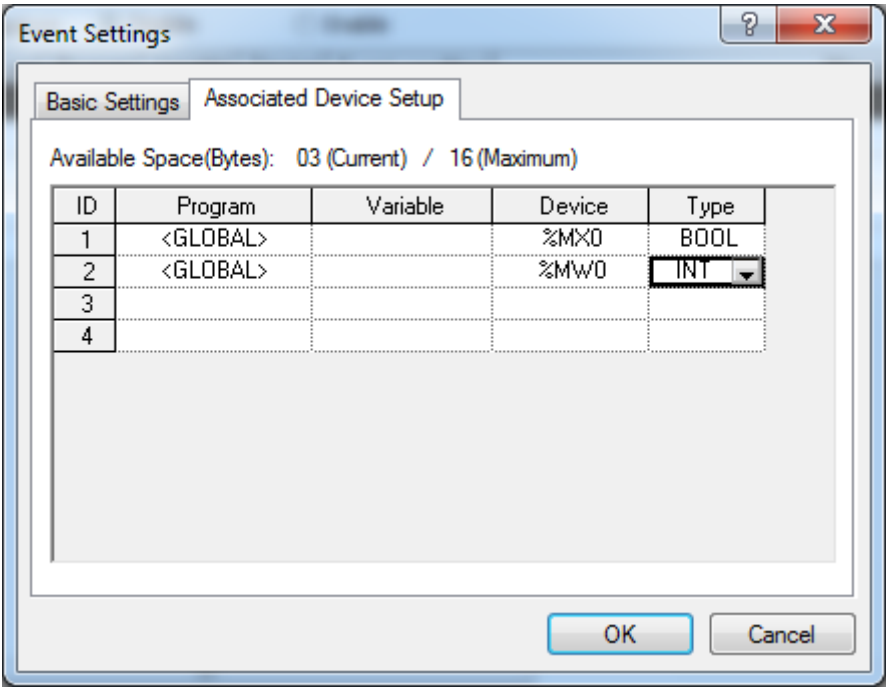 Event Settings
Basic Settings Associated Device Setup
Available Space(Bytes): 03 (Current) / 16 (Maximum)
ID Program Variable Device Type
1 <GLOBAL> %MX0 BOOL
2 <GLOBAL> %MW0 INT
3
4
OK Cancel